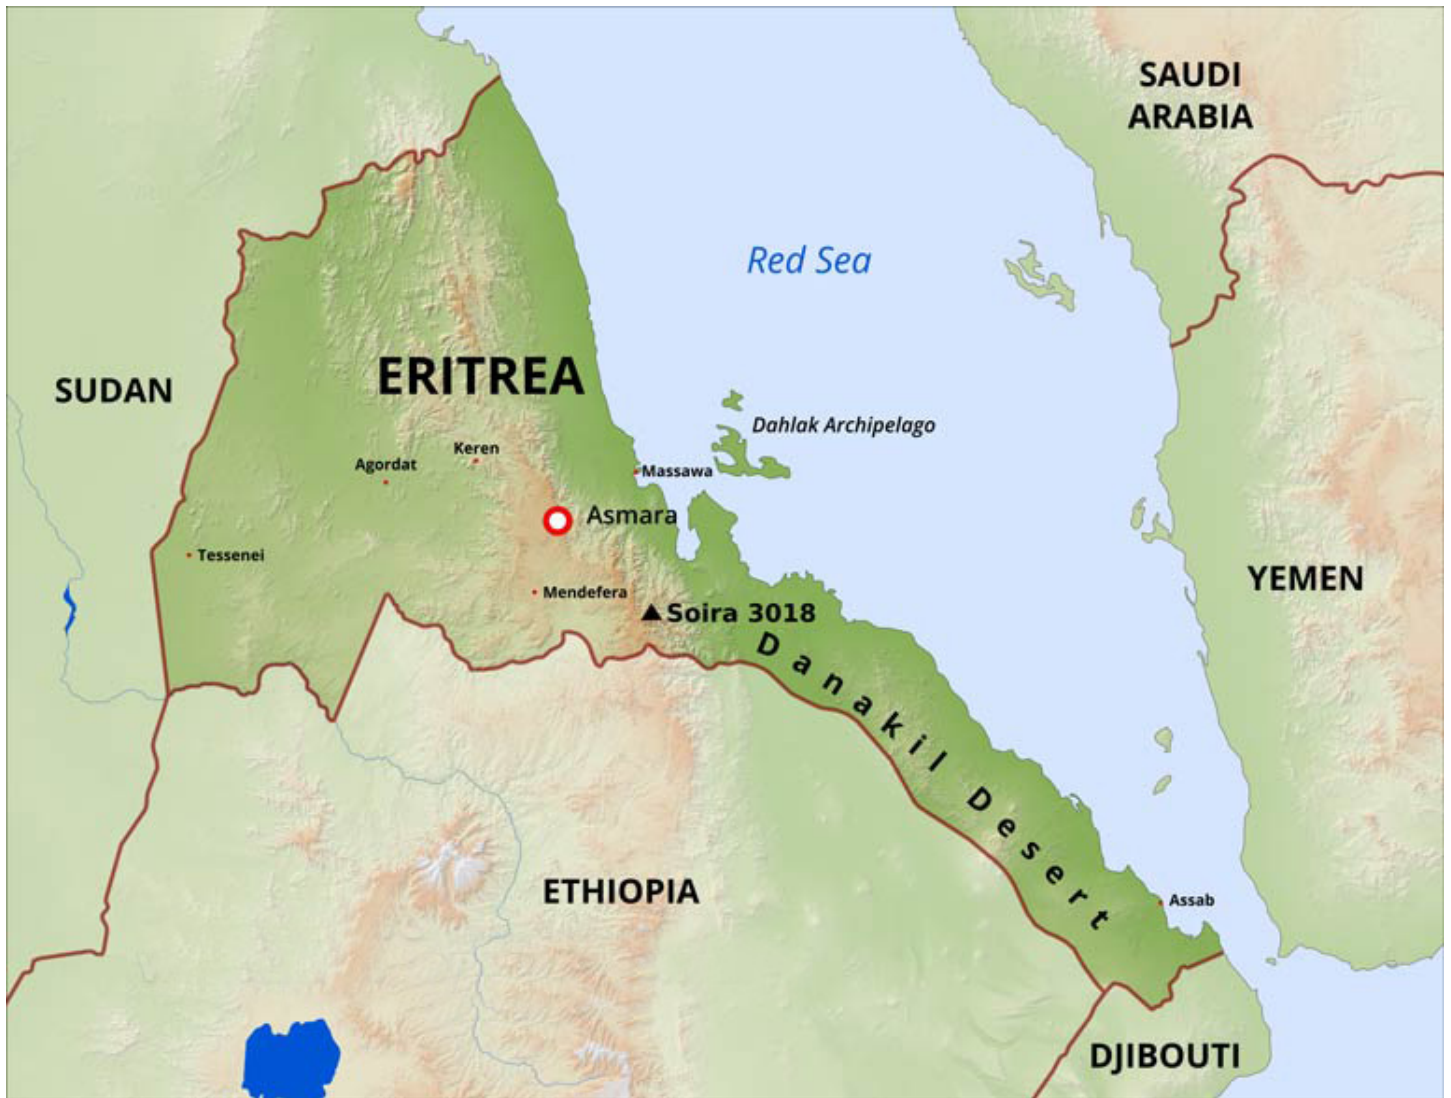 SAUDI
ARABIA
Red Sea
ERITREA
SUDAN
Dahlak Archipelago
Keren
Agordat
Massawa
Asmara
Tessenei
YEMEN
Mendefera
Soira 3018
Danakil Desert
ETHIOPIA
Assab
DJIBOUTI